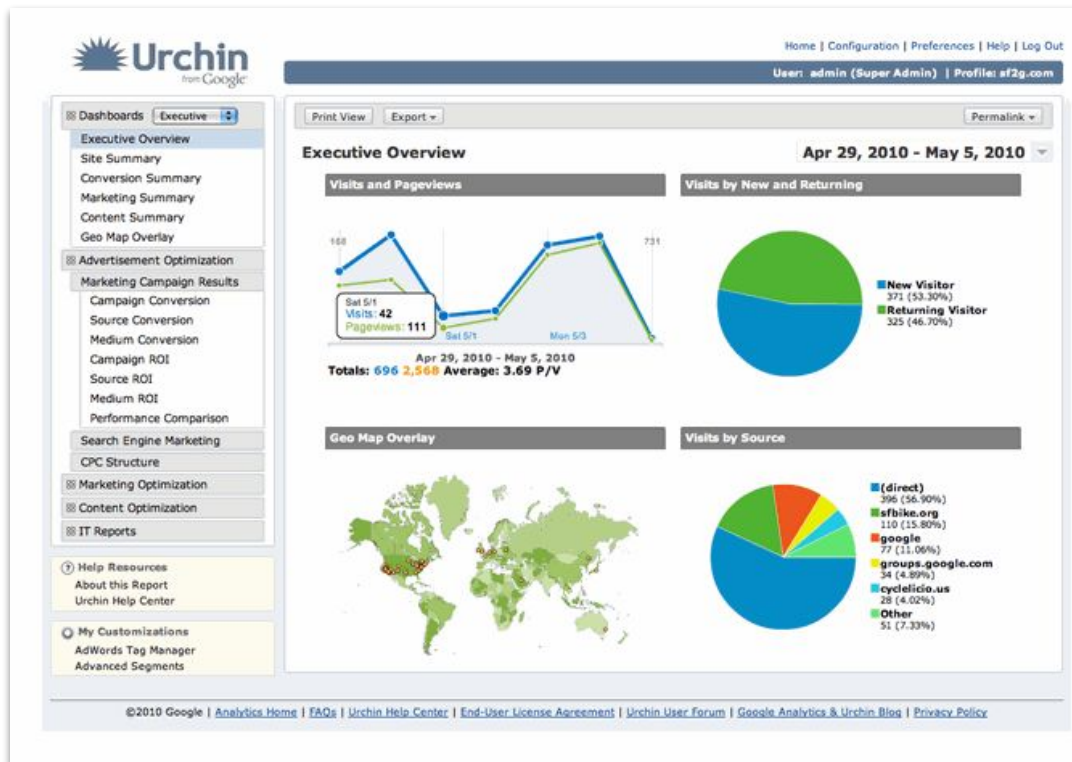 Urchin
from Google
Home | Configuration | Preferences | Help | Log Out
User: admin (Super Admin) | Profile: sf2g.com
Dashboards Executive
Executive Overview
Site Summary
Conversion Summary
Marketing Summary
Content Summary
Geo Map Overlay
Advertisement Optimization
Marketing Campaign Results
Campaign Conversion
Source Conversion
Medium Conversion
Campaign ROI
Source ROI
Medium ROI
Performance Comparison
Search Engine Marketing
CPC Structure
Marketing Optimization
Content Optimization
IT Reports
Help Resources
About this Report
Urchin Help Center
My Customizations
AdWords Tag Manager
Advanced Segments
Print View Export Permalink
Executive Overview
Apr 29, 2010 - May 5, 2010
Visits and Pageviews
168 731
Sat 5/1
Visits: 42
Pageviews: 111
Sat 5/1 Mon 5/3
Apr 29, 2010 - May 5, 2010
Totals: 696 2,568 Average: 3.69 P/V
Visits by New and Returning
New Visitor
371 (53.30%)
Returning Visitor
325 (46.70%)
Geo Map Overlay
Visits by Source
(direct)
396 (56.90%)
sfbike.org
110 (15.80%)
google
77 (11.06%)
groups.google.com
34 (4.89%)
cyclelicio.us
28 (4.02%)
Other
51 (7.33%)
©2010 Google | Analytics Home | FAQs | Urchin Help Center | End-User License Agreement | Urchin User Forum | Google Analytics & Urchin Blog | Privacy Policy